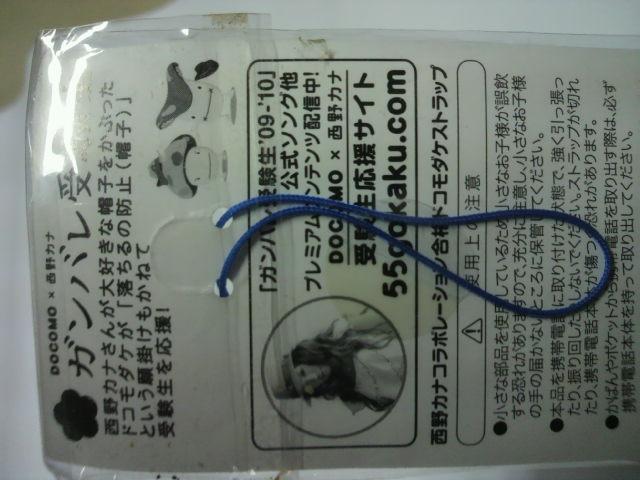 DOCOMO × 西野カナ
ガンバレ 受
西野カナさんが大好きな帽子をかぶった
ドコモダケが「落ちるの防止(帽子)」
という願掛けもかねて
受験生を応援!
「ガンバレ受験生'09-'10」
公式ソング他
プレミアムコンテンツ配信中!
DOCOMO × 西野カナ
受験生応援サイト
55gokaku.com
西野カナコラボレーション合格ドコモダケストラップ
使用上の注意
●小さな部品を使用しているため、小さなお子様が誤飲
する恐れがありますので、充分に注意し、小さなお子様
の手の届かないところに保管してください。
●本品を携帯電話に取り付けた状態で、強く引っ張っ
たり、振り回したりしないでください。ストラップが切れ
たり、携帯電話本体が傷つく恐れがあります。
●かばんやポケットから携帯電話を取り出す際は、必ず
携帯電話本体を持って取り出してください。